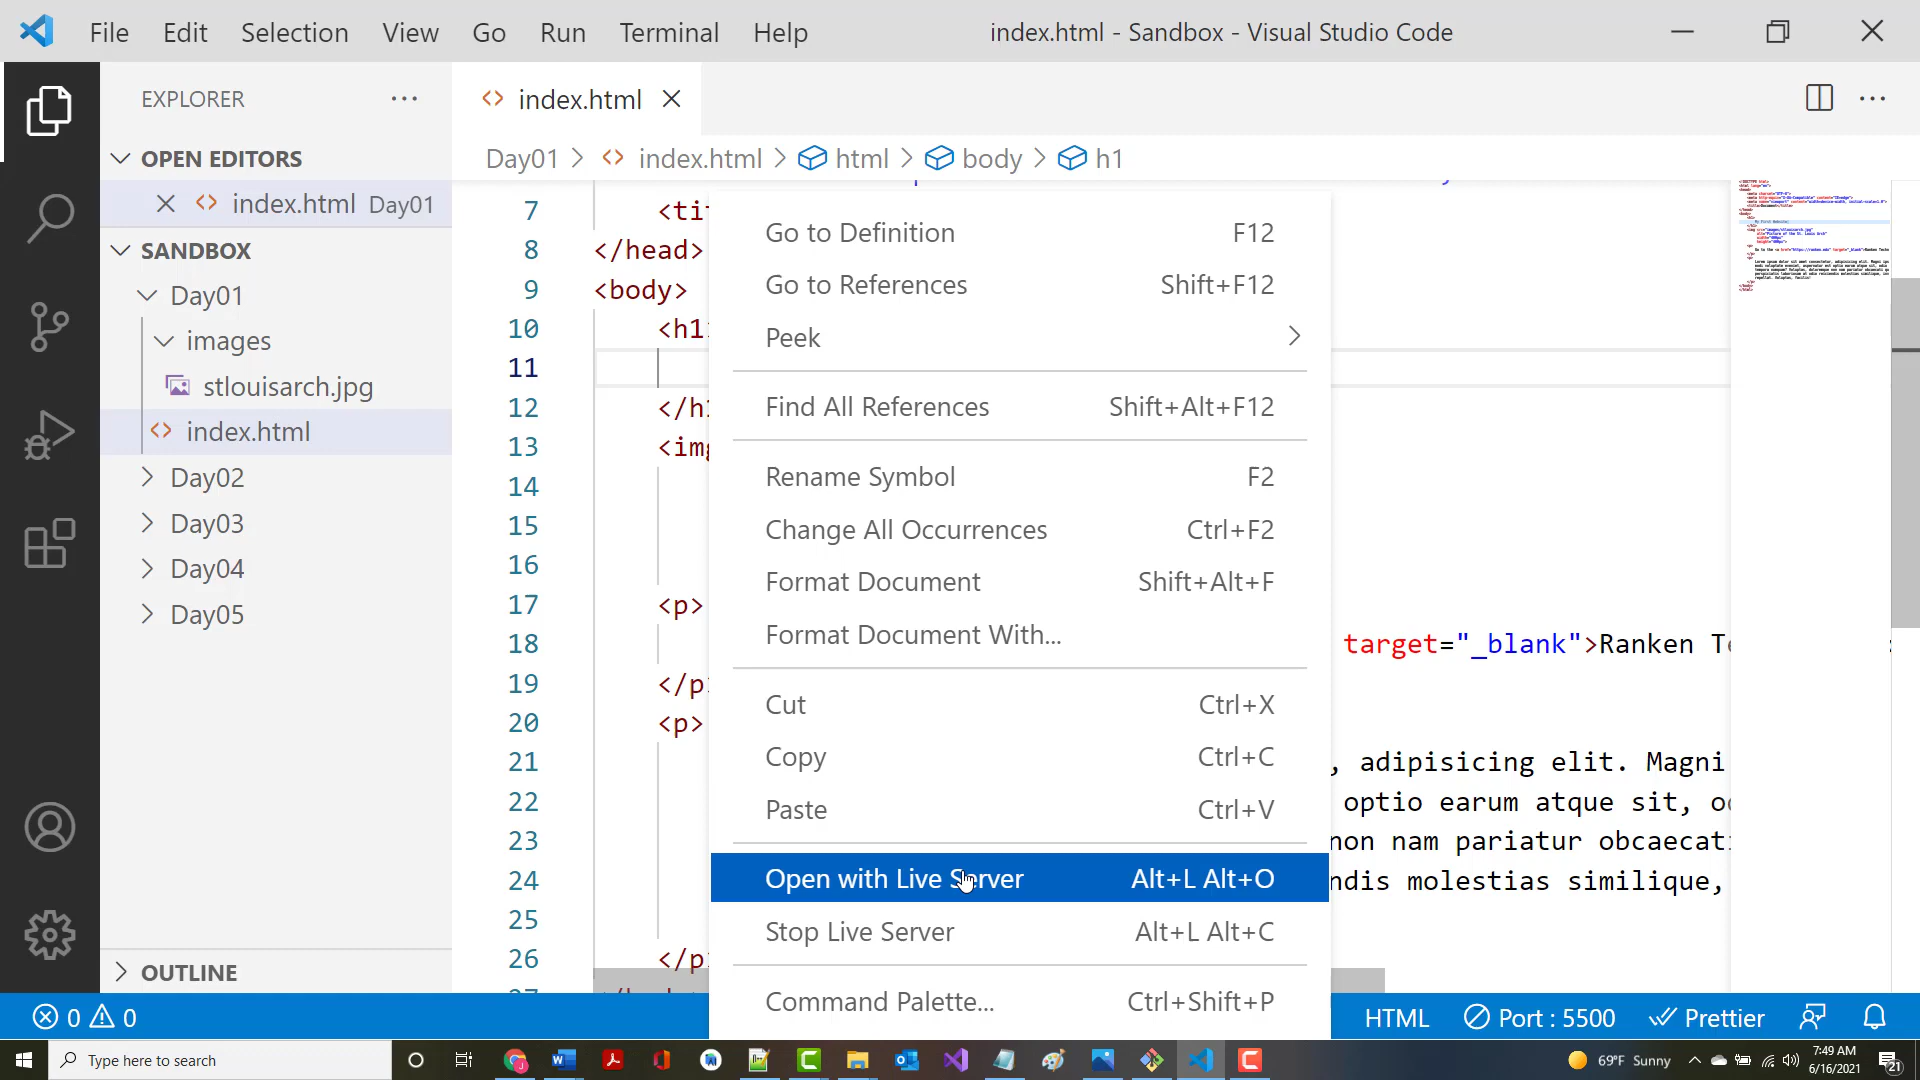 File Edit Selection View Go Run Terminal Help index.html - Sandbox - Visual Studio Code
EXPLORER
index.html
OPEN EDITORS
index.html Day01
SANDBOX
Day01
images
stlouisarch.jpg
index.html
Day02
Day03
Day04
Day05
OUTLINE
Day01 > index.html > html > body > h1
7 <tit
8 </head>
9 <body>
10 <h1
11
12 </h1
13 <img
14
15
16
17 <p>
18 target="_blank">Ranken Te
19 </p
20 <p>
21 , adipisicing elit. Magni
22 optio earum atque sit, od
23 non nam pariatur obcaecat
24 ndis molestias similique,
25
26 </p
Go to Definition F12
Go to References Shift+F12
Peek
Find All References Shift+Alt+F12
Rename Symbol F2
Change All Occurrences Ctrl+F2
Format Document Shift+Alt+F
Format Document With...
Cut Ctrl+X
Copy Ctrl+C
Paste Ctrl+V
Open with Live Server Alt+L Alt+O
Stop Live Server Alt+L Alt+C
Command Palette... Ctrl+Shift+P
0 0 HTML Port : 5500 Prettier
Type here to search 69°F Sunny 7:49 AM
6/16/2021 21